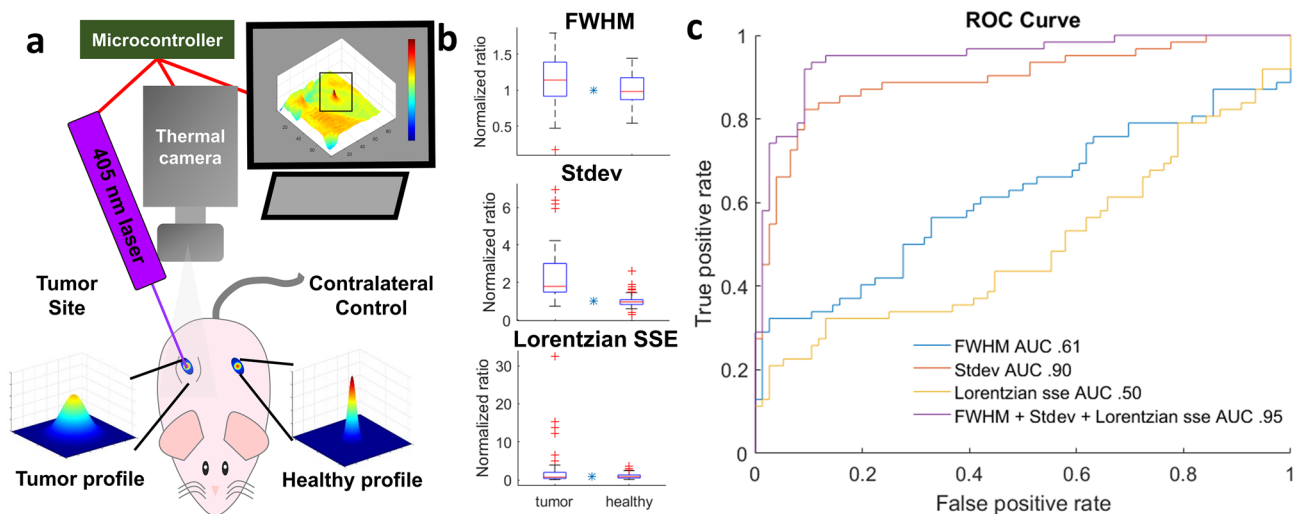 a
Microcontroller
Thermal
camera
405 nm laser
Tumor
Site
Contralateral
Control
Tumor profile
Healthy profile
b
FWHM
Normalized ratio
1.5
1
0.5
Stdev
Normalized ratio
6
4
2
0
Lorentzian SSE
Normalized ratio
30
20
10
0
tumor
healthy
c
ROC Curve
True positive rate
1
0.8
0.6
0.4
0.2
0
FWHM AUC .61
Stdev AUC .90
Lorentzian sse AUC .50
FWHM + Stdev + Lorentzian sse AUC .95
0
0.2
0.4
0.6
0.8
1
False positive rate